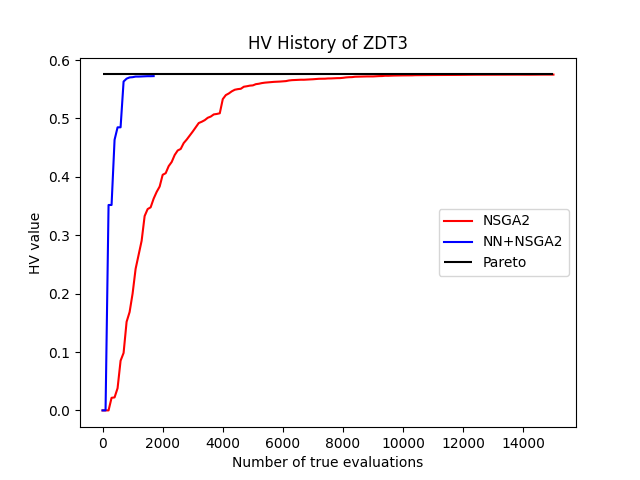 HV History of ZDT3
HV value
0.6
0.5
0.4
0.3
0.2
0.1
0.0
NSGA2
NN+NSGA2
Pareto
0 2000 4000 6000 8000 10000 12000 14000
Number of true evaluations